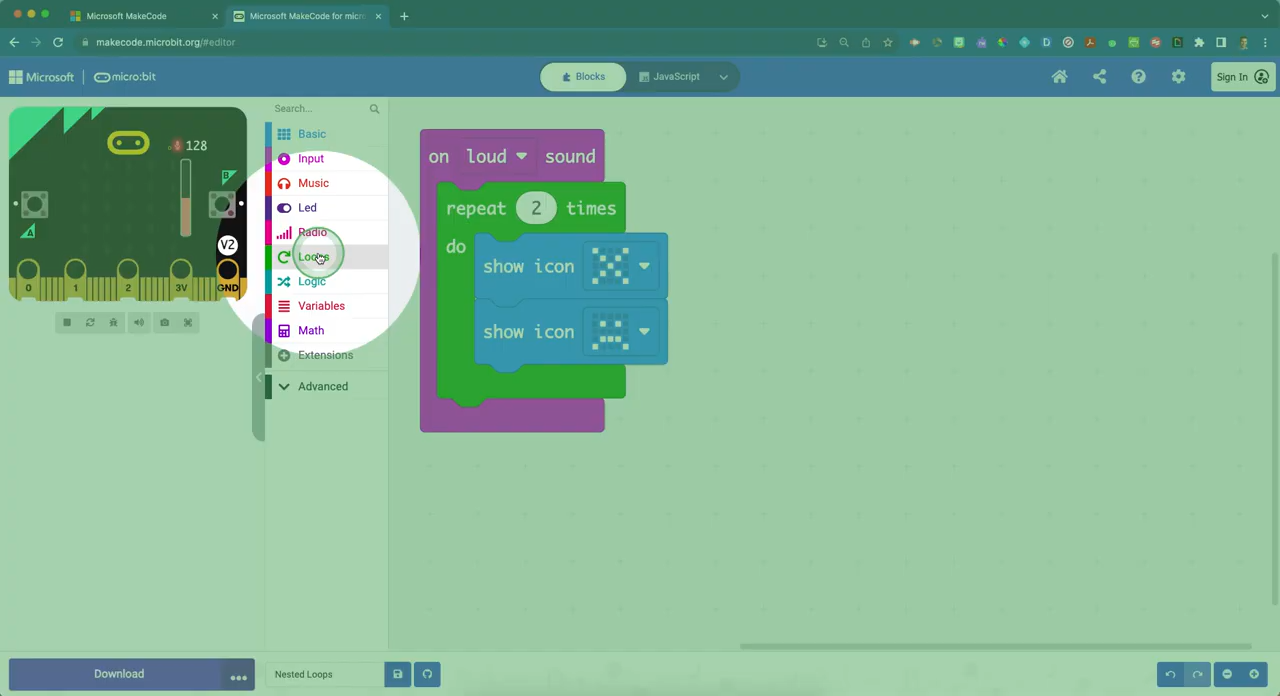 Microsoft MakeCode
Microsoft MakeCode for micr
makecode.microbit.org/#editor
Microsoft
micro:bit
Blocks
JavaScript
Sign In
128
B
A
V2
0
1
2
3V
GND
Search...
Basic
Input
Music
Led
Radio
Loops
Logic
Variables
Math
Extensions
Advanced
on loud sound
repeat 2 times
do
show icon
show icon
Download
Nested Loops